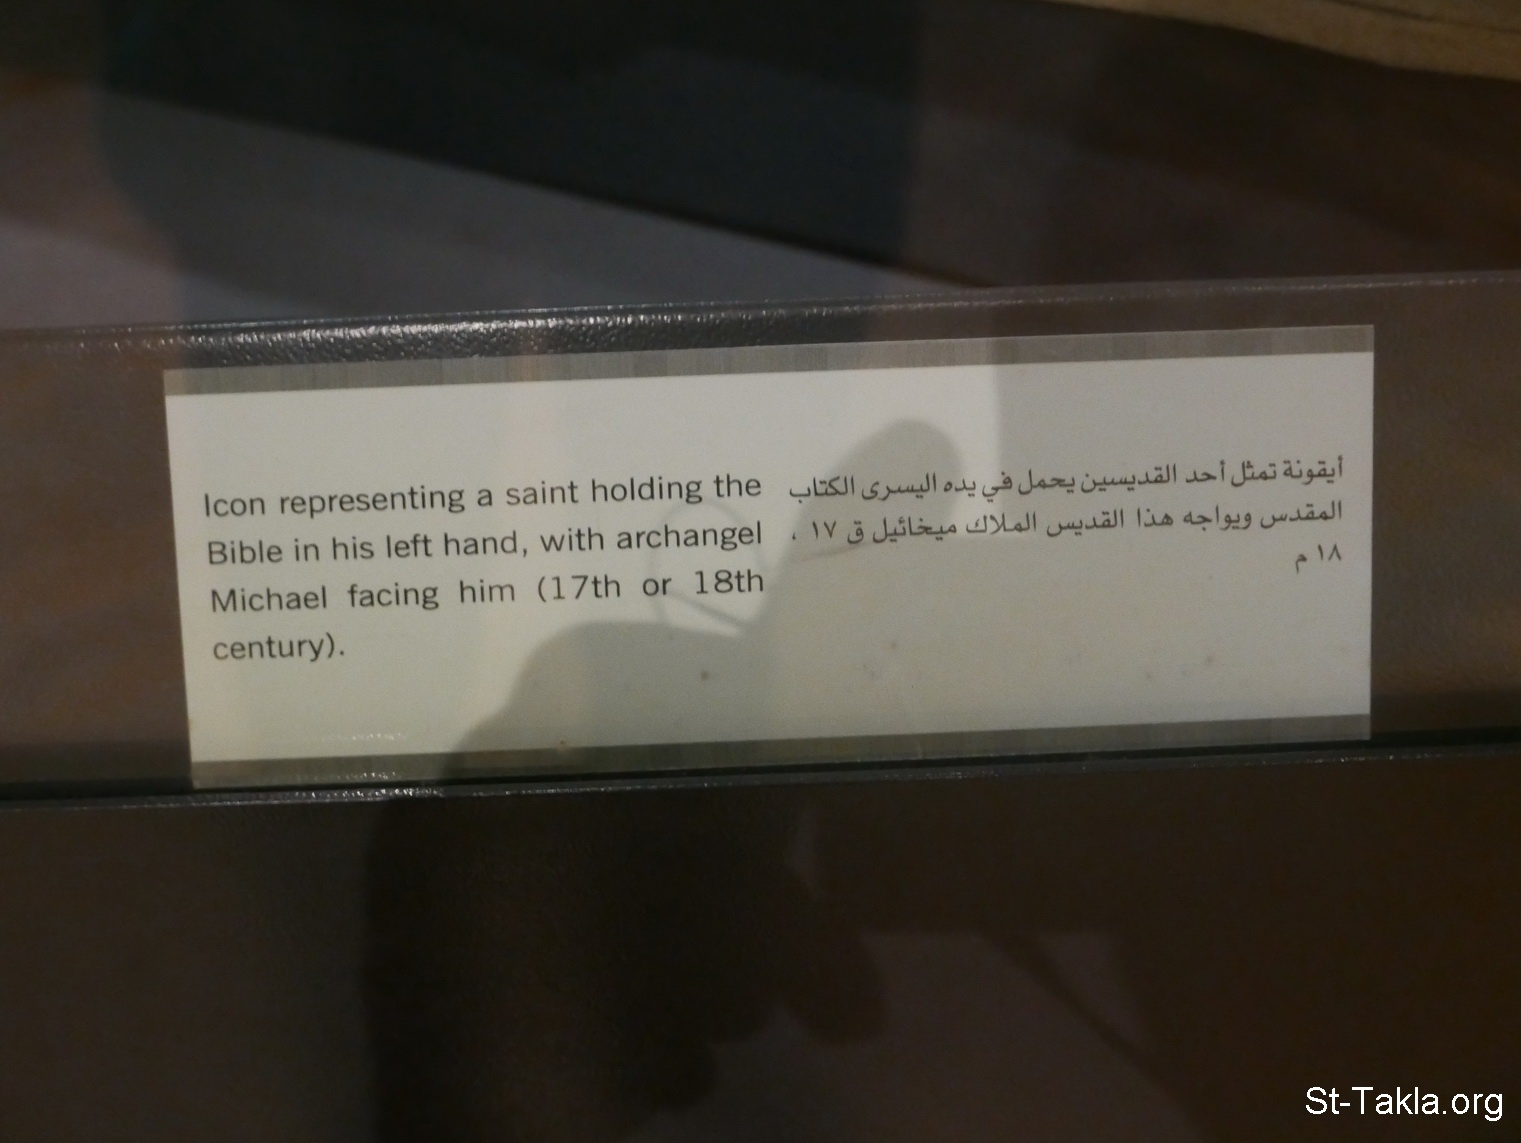 Icon representing a saint holding the
Bible in his left hand, with archangel
Michael facing him (17th or 18th
century).
أيقونة تمثل أحد القديسين يحمل في يده اليسرى الكتاب
المقدس ويواجه هذا القديس الملاك ميخائيل ق ١٧ ،
١٨ م
St-Takla.org